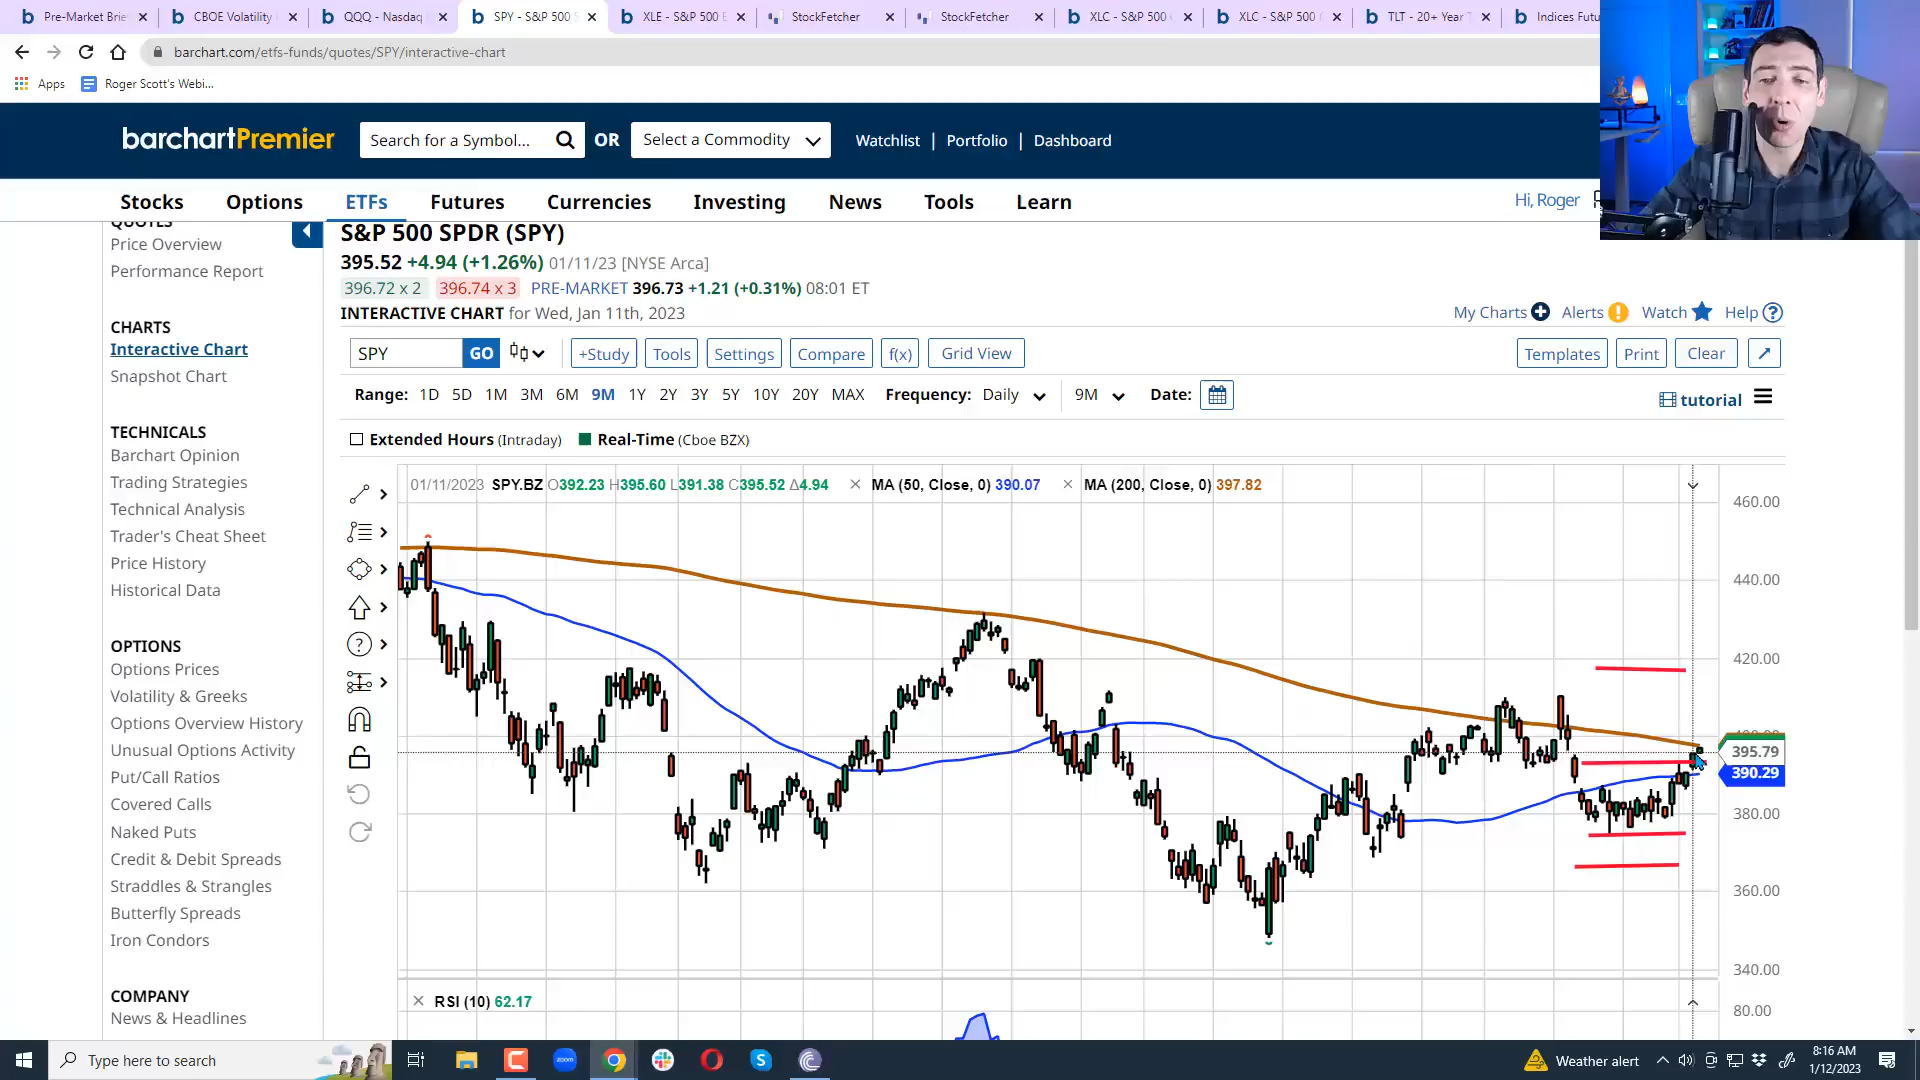 Pre-Market Brie
CBOE Volatility
QQQ - Nasdaq
SPY - S&P 500 S
XLE - S&P 500 E
StockFetcher
StockFetcher
XLC - S&P 500
XLC - S&P 500
TLT - 20+ Year T
Indices Futu
barchart.com/etfs-funds/quotes/SPY/interactive-chart
Apps
Roger Scott's Webi...
barchartPremier
Search for a Symbol...
OR
Select a Commodity
Watchlist | Portfolio | Dashboard
Stocks Options ETFs Futures Currencies Investing News Tools Learn
Hi, Roger
QUOTES
Price Overview
Performance Report
CHARTS
Interactive Chart
Snapshot Chart
TECHNICALS
Barchart Opinion
Trading Strategies
Technical Analysis
Trader's Cheat Sheet
Price History
Historical Data
OPTIONS
Options Prices
Volatility & Greeks
Options Overview History
Unusual Options Activity
Put/Call Ratios
Covered Calls
Naked Puts
Credit & Debit Spreads
Straddles & Strangles
Butterfly Spreads
Iron Condors
COMPANY
News & Headlines
S&P 500 SPDR (SPY)
395.52 +4.94 (+1.26%) 01/11/23 [NYSE Arca]
396.72 x 2 396.74 x 3 PRE-MARKET 396.73 +1.21 (+0.31%) 08:01 ET
INTERACTIVE CHART for Wed, Jan 11th, 2023
My Charts Alerts Watch Help
SPY GO +Study Tools Settings Compare f(x) Grid View
Templates Print Clear
Range: 1D 5D 1M 3M 6M 9M 1Y 2Y 3Y 5Y 10Y 20Y MAX Frequency: Daily 9M Date:
tutorial
Extended Hours (Intraday) Real-Time (Cboe BZX)
01/11/2023 SPY.BZ O392.23 H395.60 L391.38 C395.52 Δ4.94 MA (50, Close, 0) 390.07 MA (200, Close, 0) 397.82
460.00
440.00
420.00
400.00
395.79
390.29
380.00
360.00
340.00
RSI (10) 62.17
80.00
Type here to search
zoom
Weather alert
8:16 AM
1/12/2023